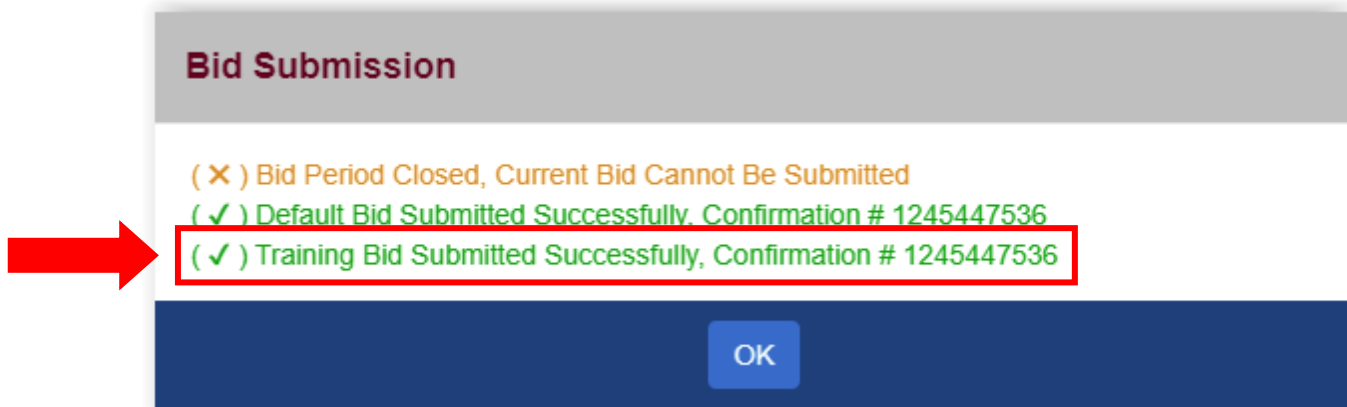 Bid Submission
( ✕ ) Bid Period Closed, Current Bid Cannot Be Submitted
( ✓ ) Default Bid Submitted Successfully, Confirmation # 1245447536
( ✓ ) Training Bid Submitted Successfully, Confirmation # 1245447536
OK